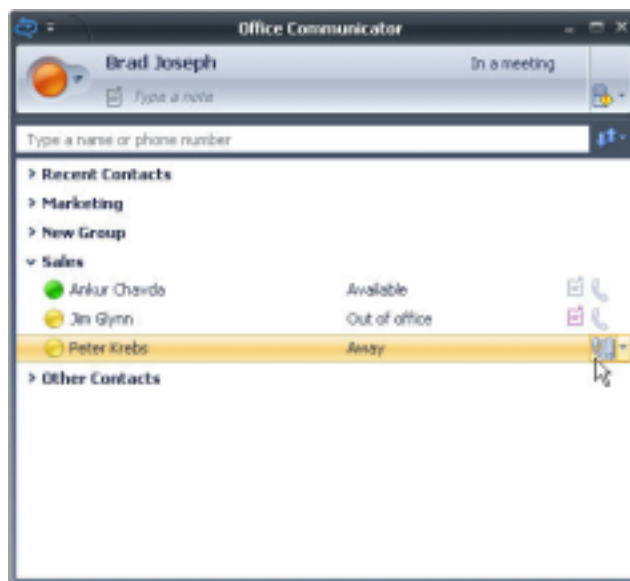 Office Communicator
Brad Joseph In a meeting
Type a note
Type a name or phone number
Recent Contacts
Marketing
New Group
Sales
Ankur Chavda Available
Jim Glynn Out of office
Peter Krebs Away
Other Contacts